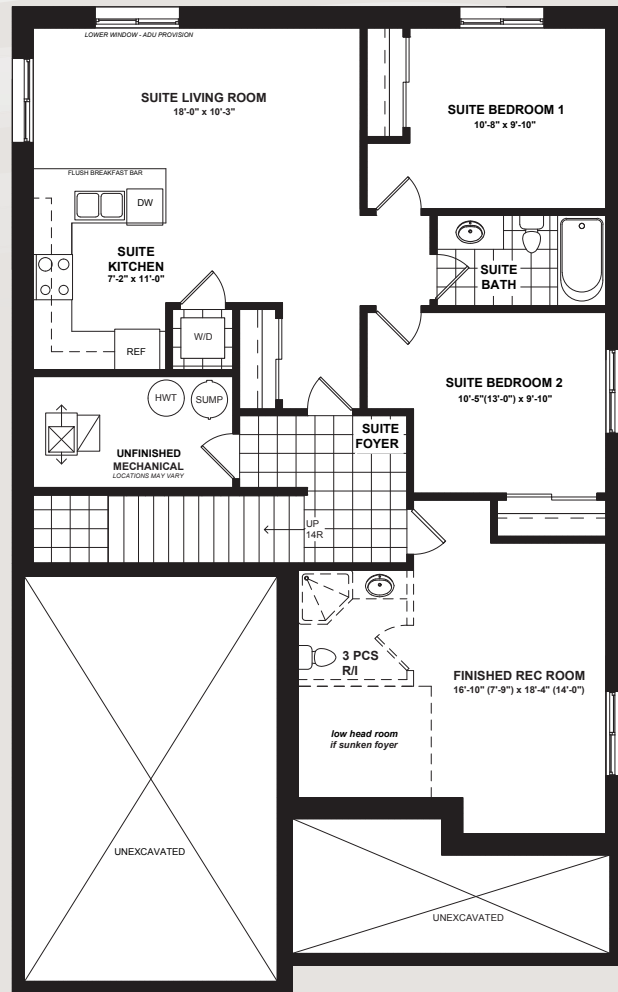 LOWER WINDOW - ADU PROVISION
SUITE LIVING ROOM
18'-0" x 10'-3"
SUITE BEDROOM 1
10'-8" x 9'-10"
FLUSH BREAKFAST BAR
DW
SUITE
KITCHEN
7'-2" x 11'-0"
SUITE
BATH
W/D
REF
SUITE BEDROOM 2
10'-5"(13'-0") x 9'-10"
HWT
SUMP
UNFINISHED
MECHANICAL
LOCATIONS MAY VARY
SUITE
FOYER
UP
14R
3 PCS
R/I
FINISHED REC ROOM
16'-10" (7'-9") x 18'-4" (14'-0")
low head room
if sunken foyer
UNEXCAVATED
UNEXCAVATED